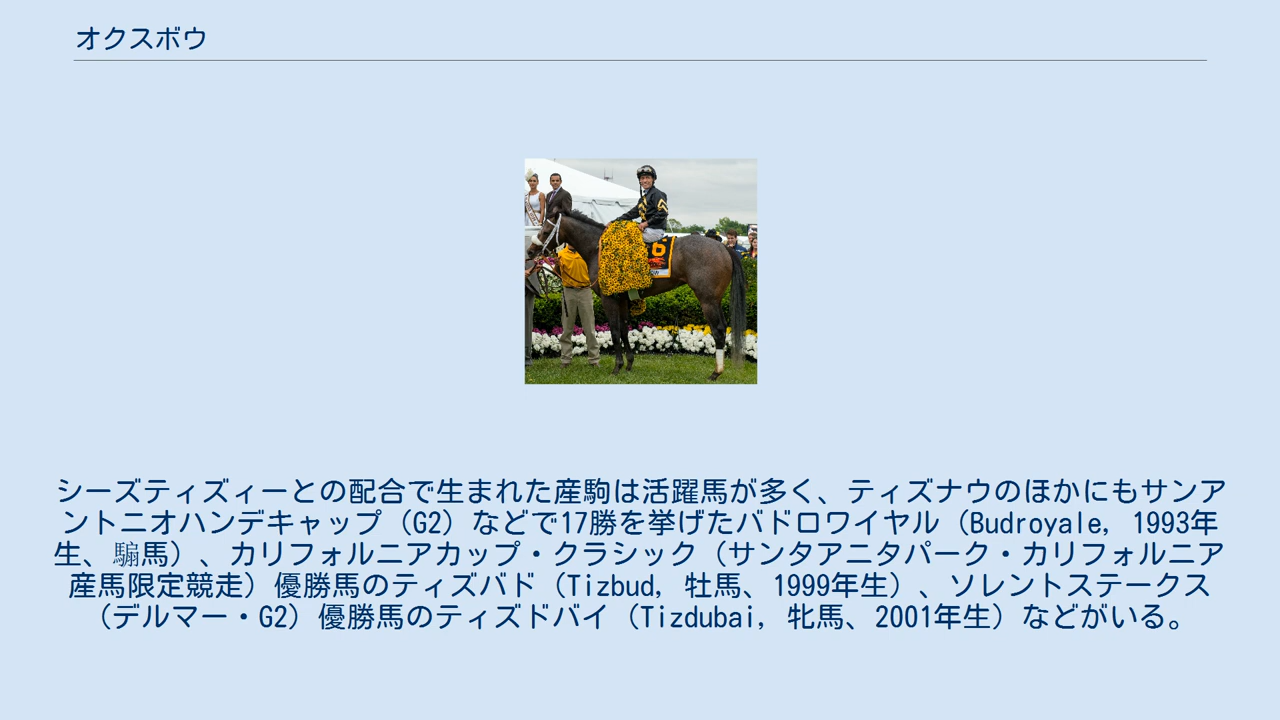 オクスボウ
6
シーズティズィーとの配合で生まれた産駒は活躍馬が多く、ティズナウのほかにもサンア
ントニオハンデキャップ（G2）などで17勝を挙げたバドロワイヤル（Budroyale, 1993年
生、騸馬）、カリフォルニアカップ・クラシック（サンタアニタパーク・カリフォルニア
産馬限定競走）優勝馬のティズバド（Tizbud, 牡馬、1999年生）、ソレントステークス
（デルマー・G2）優勝馬のティズドバイ（Tizdubai, 牝馬、2001年生）などがいる。